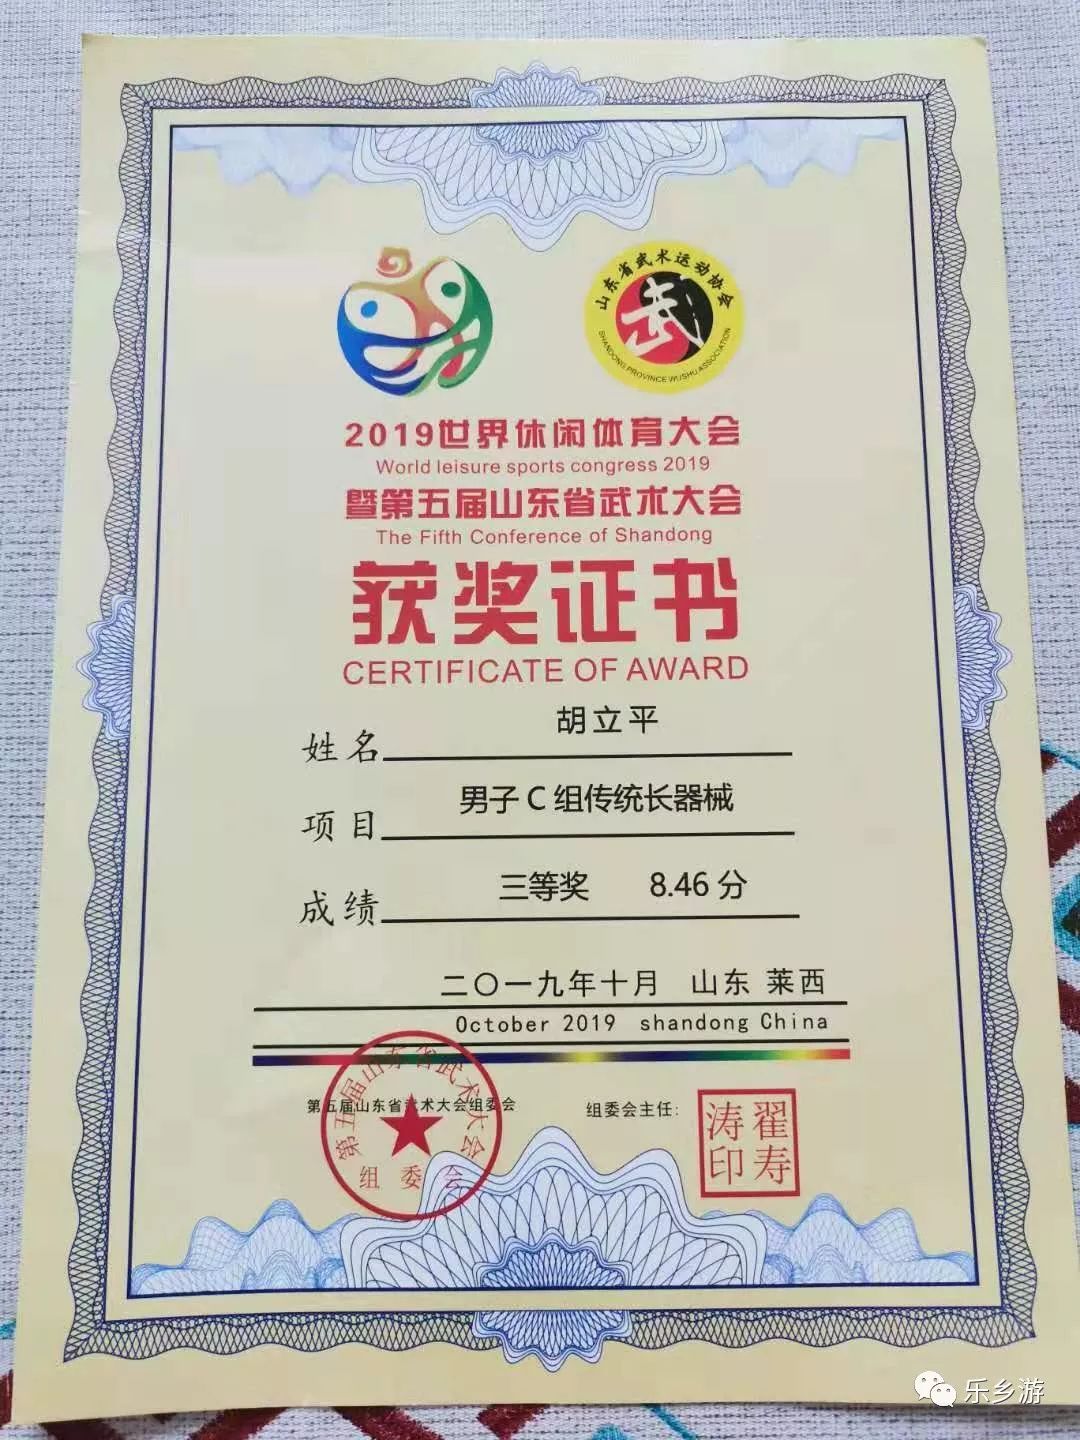 山东省武术运动协会
武
SHANDONG PROVINCE WUSHU ASSOCIATION
2019世界休闲体育大会
World leisure sports congress 2019
暨第五届山东省武术大会
The Fifth Conference of Shandong
获奖证书
CERTIFICATE OF AWARD
姓名 胡立平
项目 男子 C 组传统长器械
成绩 三等奖 8.46 分
二〇一九年十月 山东 莱西
October 2019 shandong China
第五届山东省武术大会组委会
组委会主任:
第五届山东省武术大会
组委会
翟寿涛印
乐乡游